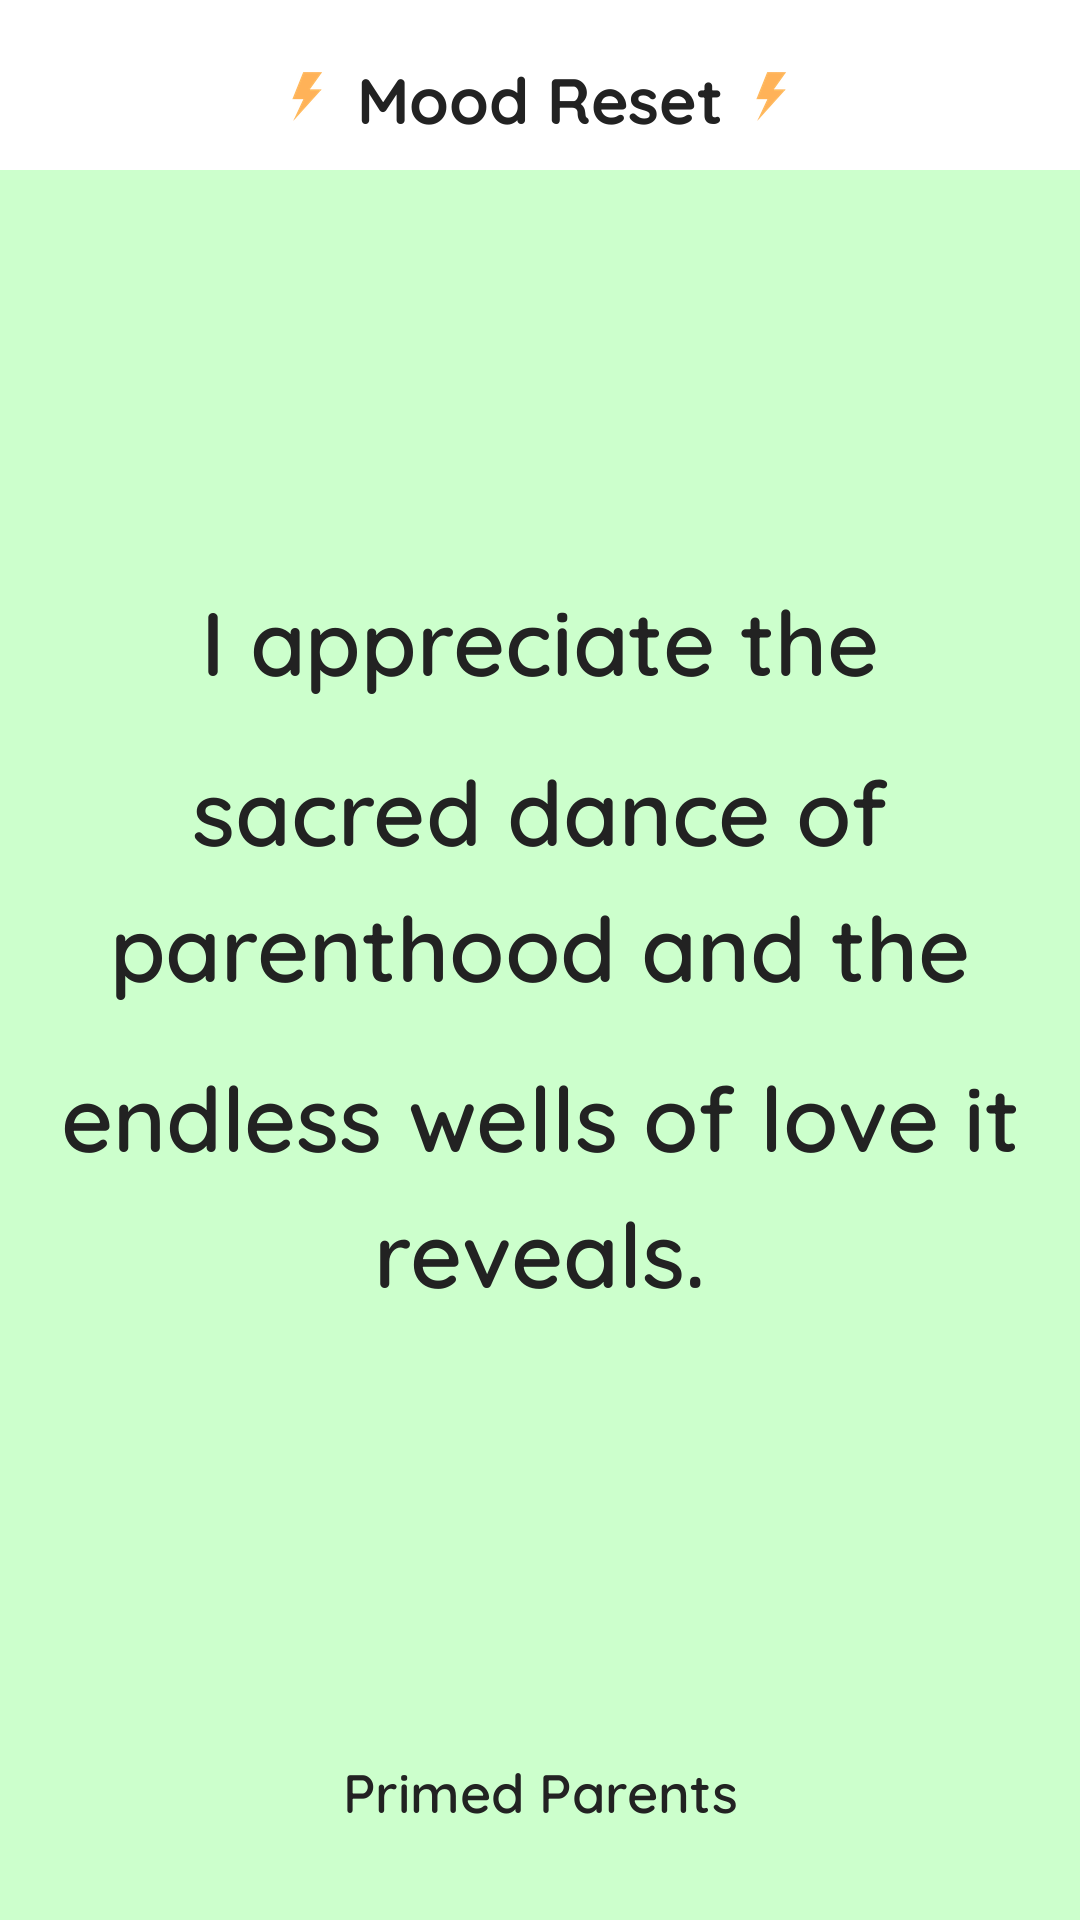 Mood Reset
I appreciate the
sacred dance of
parenthood and the
endless wells of love it
reveals.
Primed Parents